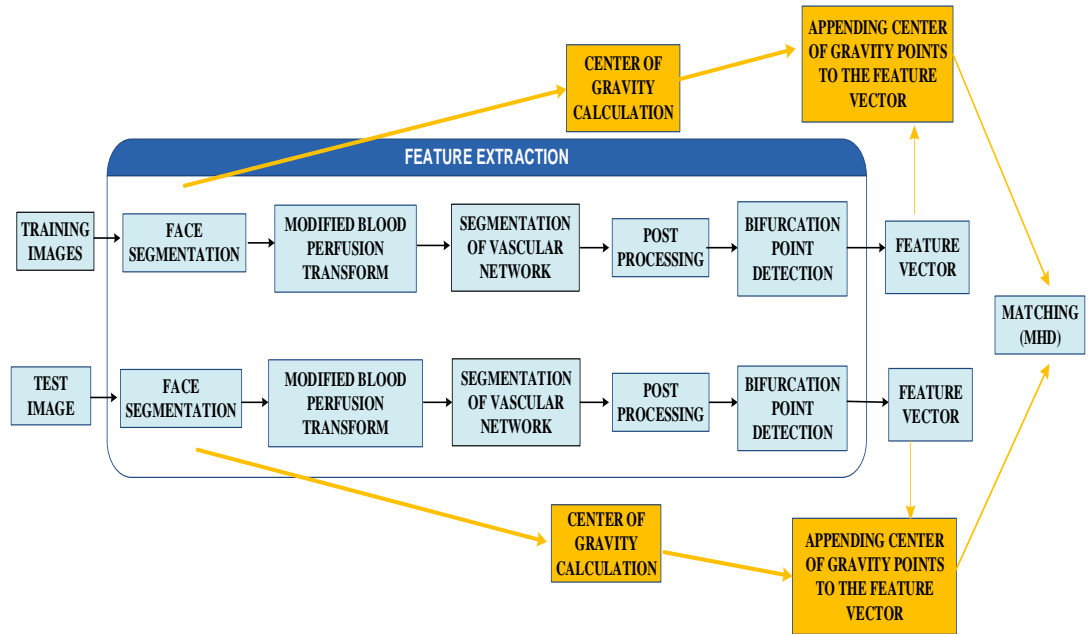 APPENDING CENTER
OF GRAVITY POINTS
TO THE FEATURE
VECTOR
CENTER OF
GRAVITY
CALCULATION
FEATURE EXTRACTION
TRAINING
IMAGES
FACE
SEGMENTATION
MODIFIED BLOOD
PERFUSION
TRANSFORM
SEGMENTATION
OF VASCULAR
NETWORK
POST
PROCESSING
BIFURCATION
POINT
DETECTION
FEATURE
VECTOR
MATCHING
(MHD)
TEST
IMAGE
FACE
SEGMENTATION
MODIFIED BLOOD
PERFUSION
TRANSFORM
SEGMENTATION
OF VASCULAR
NETWORK
POST
PROCESSING
BIFURCATION
POINT
DETECTION
FEATURE
VECTOR
CENTER OF
GRAVITY
CALCULATION
APPENDING CENTER
OF GRAVITY POINTS
TO THE FEATURE
VECTOR